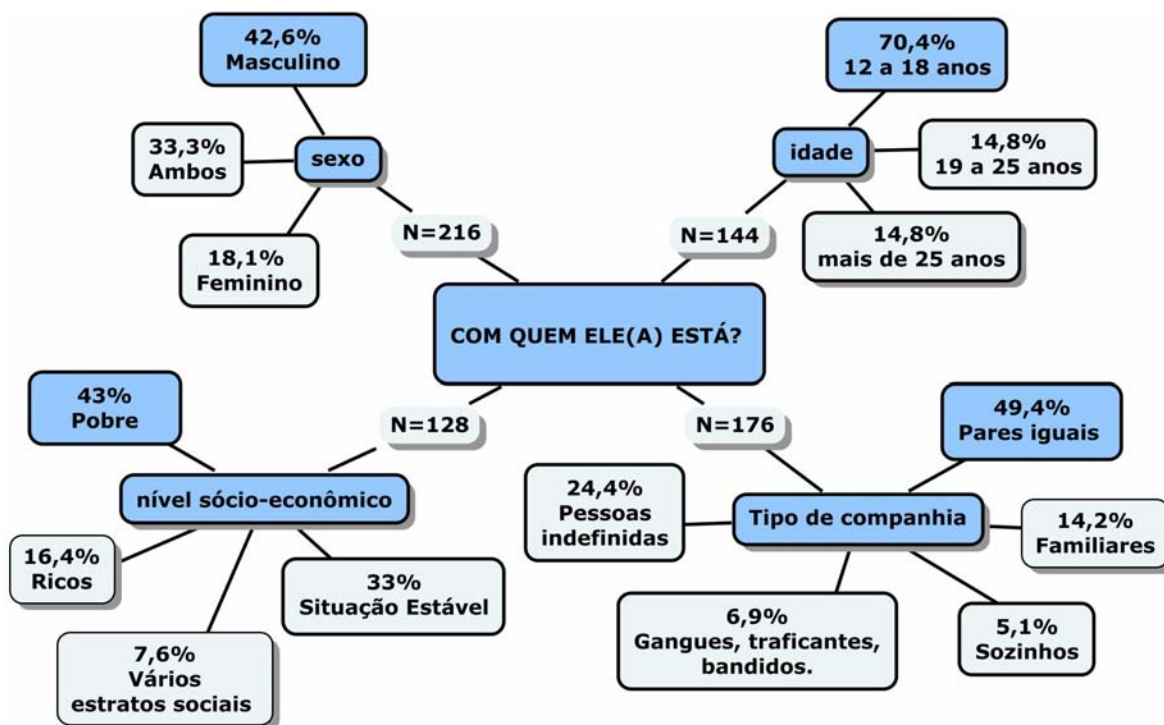 42,6%
Masculino
33,3%
Ambos
sexo
18,1%
Feminino
N=216
70,4%
12 a 18 anos
idade
14,8%
19 a 25 anos
14,8%
mais de 25 anos
N=144
COM QUEM ELE(A) ESTÁ?
43%
Pobre
N=128
nível sócio-econômico
16,4%
Ricos
33%
Situação Estável
7,6%
Vários
estratos sociais
N=176
49,4%
Pares iguais
24,4%
Pessoas
indefinidas
Tipo de companhia
14,2%
Familiares
6,9%
Gangues, traficantes,
bandidos.
5,1%
Sozinhos